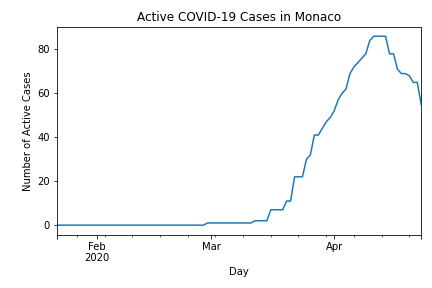 Active COVID-19 Cases in Monaco
Number of Active Cases
80
60
40
20
0
Feb
2020
Mar
Apr
Day